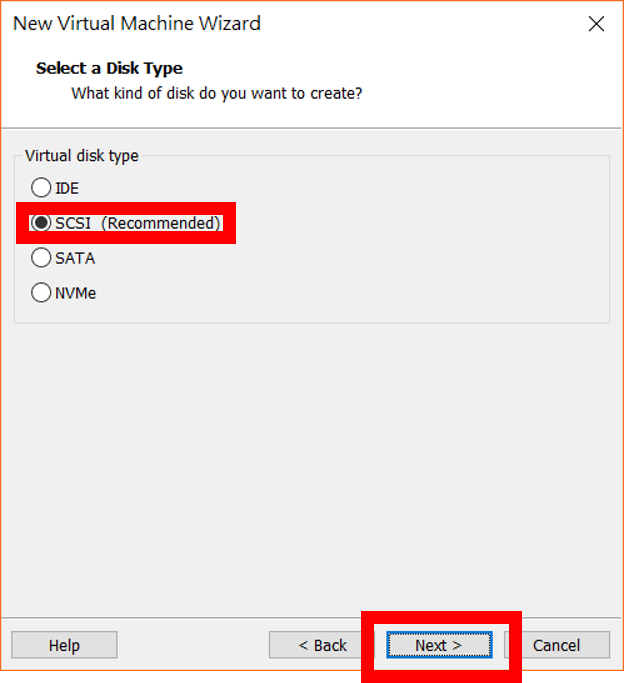 New Virtual Machine Wizard
Select a Disk Type
What kind of disk do you want to create?
Virtual disk type
IDE
SCSI (Recommended)
SATA
NVMe
Help
< Back
Next >
Cancel